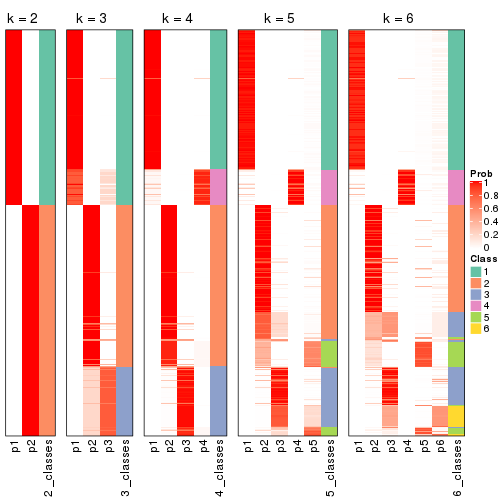 k = 2
k = 3
k = 4
k = 5
k = 6
Prob
1
0.8
0.6
0.4
0.2
0
Class
1
2
3
4
5
6
p1
p2
2_classes
p1
p2
p3
3_classes
p1
p2
p3
p4
4_classes
p1
p2
p3
p4
p5
5_classes
p1
p2
p3
p4
p5
p6
6_classes